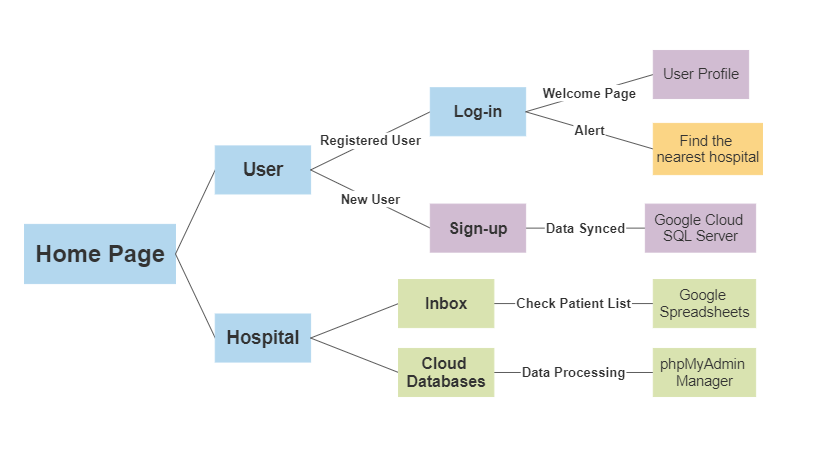 Home Page
User
Registered User
Log-in
Welcome Page
User Profile
Alert
Find the
nearest hospital
New User
Sign-up
Data Synced
Google Cloud
SQL Server
Hospital
Inbox
Check Patient List
Google
Spreadsheets
Cloud
Databases
Data Processing
phpMyAdmin
Manager